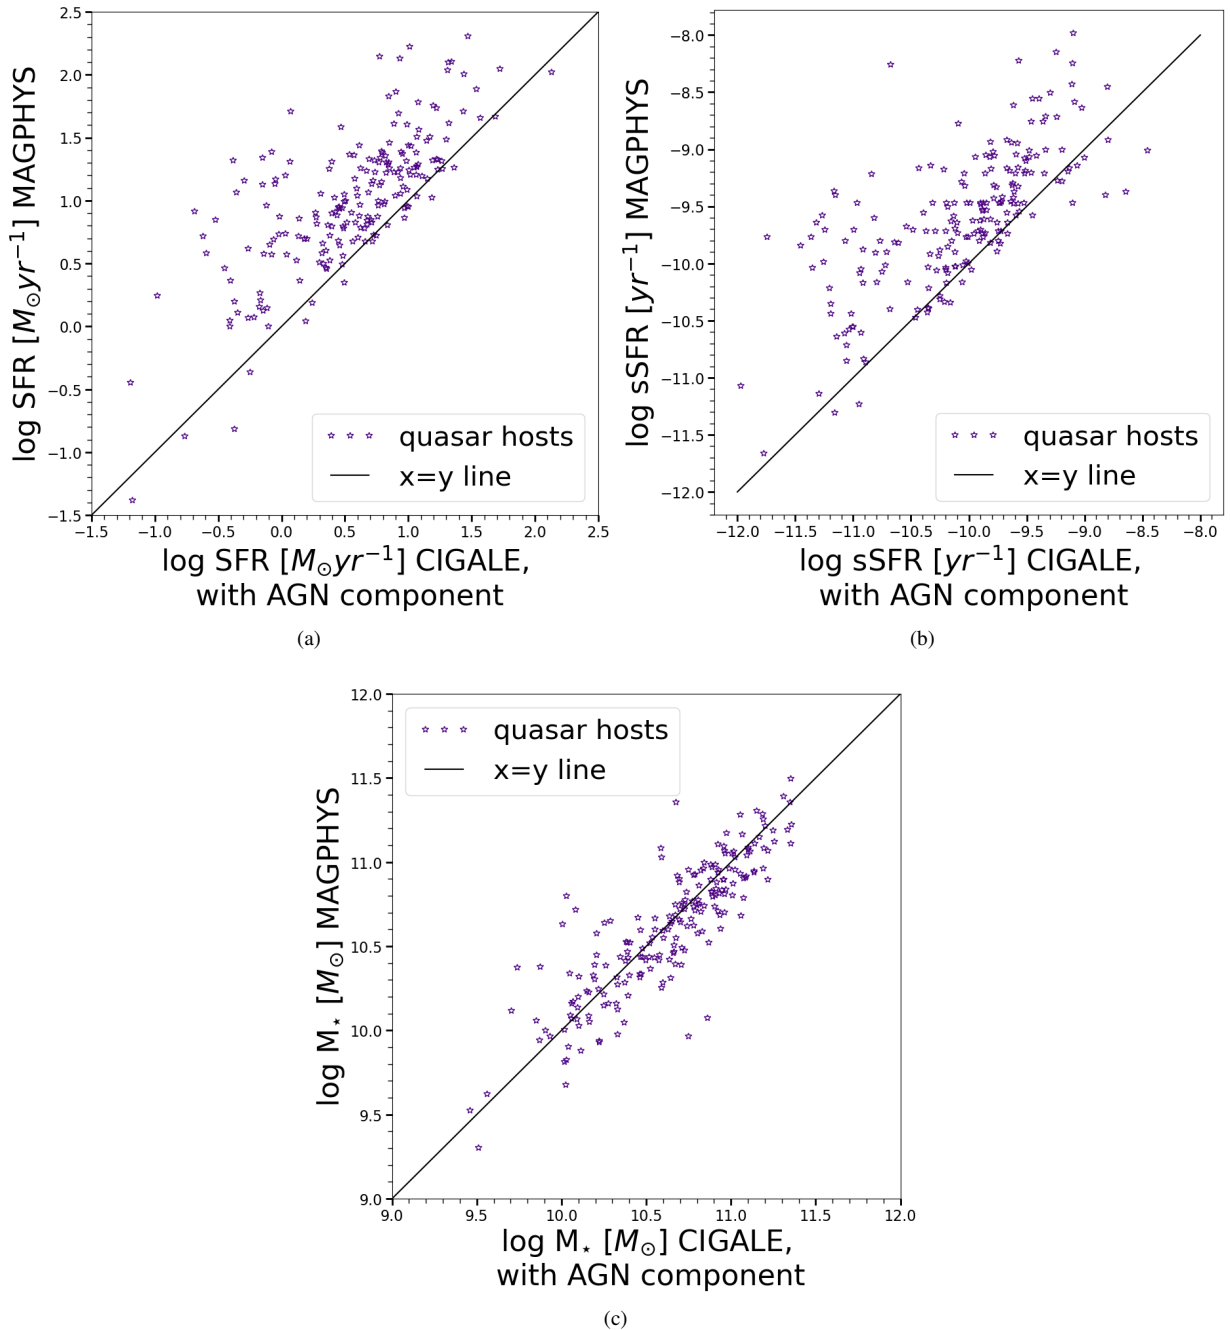 2.5
2.0
1.5
1.0
0.5
0.0
−0.5
−1.0
−1.5
log SFR [M⊙yr−1] MAGPHYS
quasar hosts
x=y line
−1.5 −1.0 −0.5 0.0 0.5 1.0 1.5 2.0 2.5
log SFR [M⊙yr−1] CIGALE,
with AGN component
(a)
−8.0
−8.5
−9.0
−9.5
−10.0
−10.5
−11.0
−11.5
−12.0
log sSFR [yr−1] MAGPHYS
quasar hosts
x=y line
−12.0 −11.5 −11.0 −10.5 −10.0 −9.5 −9.0 −8.5 −8.0
log sSFR [yr−1] CIGALE,
with AGN component
(b)
12.0
11.5
11.0
10.5
10.0
9.5
9.0
log M⋆ [M⊙] MAGPHYS
quasar hosts
x=y line
9.0 9.5 10.0 10.5 11.0 11.5 12.0
log M⋆ [M⊙] CIGALE,
with AGN component
(c)